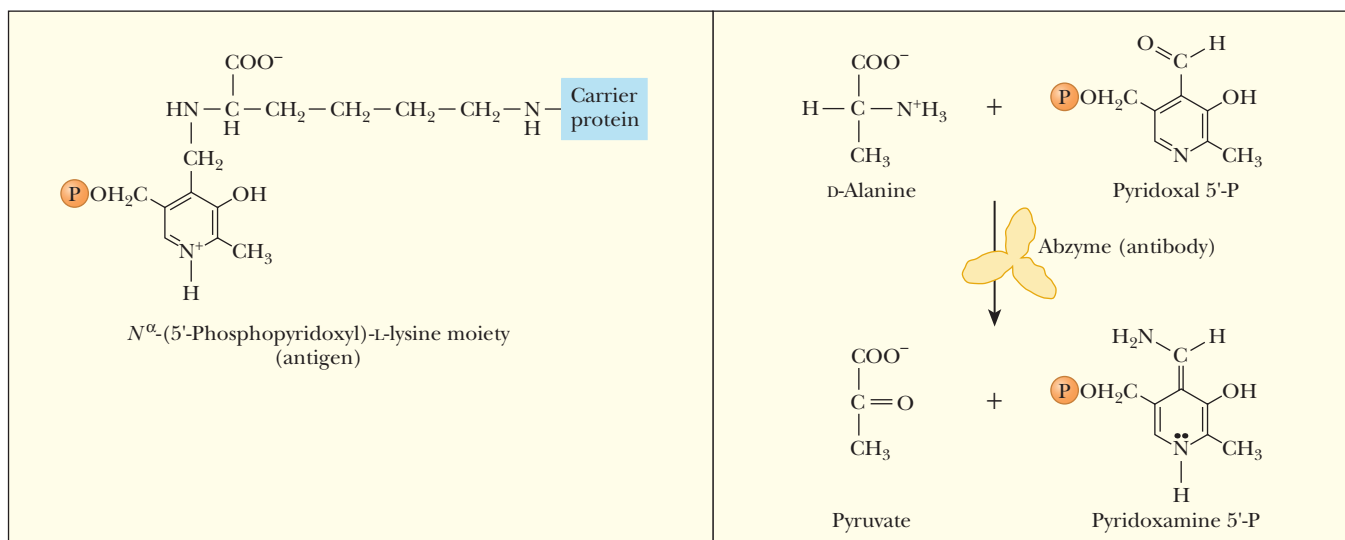 COO⁻
HN—C—CH₂—CH₂—CH₂—CH₂—N—
H
H
Carrier
protein
CH₂
P OH₂C
OH
N⁺
CH₃
H
Nᵅ-(5'-Phosphopyridoxyl)-L-lysine moiety
(antigen)
COO⁻
H—C—N⁺H₃
CH₃
D-Alanine
+
O
C
H
P OH₂C
OH
N
CH₃
Pyridoxal 5'-P
Abzyme (antibody)
COO⁻
C=O
CH₃
Pyruvate
+
H₂N
C
H
P OH₂C
OH
N
CH₃
H
Pyridoxamine 5'-P